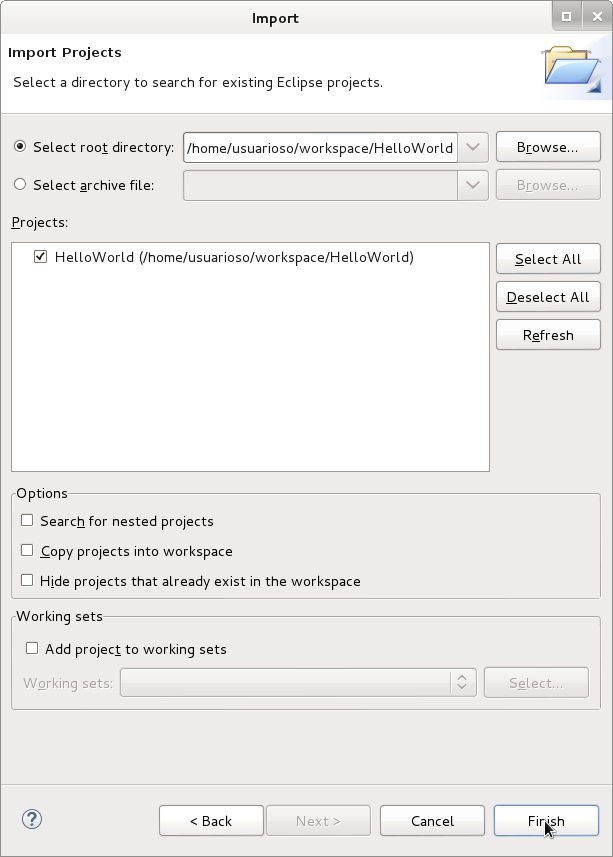 Import
Import Projects
Select a directory to search for existing Eclipse projects.
Select root directory: /home/usuarioso/workspace/HelloWorld Browse...
Select archive file: Browse...
Projects:
HelloWorld (/home/usuarioso/workspace/HelloWorld)
Select All
Deselect All
Refresh
Options
Search for nested projects
Copy projects into workspace
Hide projects that already exist in the workspace
Working sets
Add project to working sets
Working sets: Select...
? < Back Next > Cancel Finish